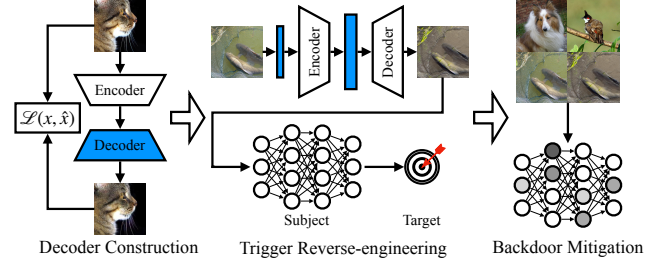 Encoder
ℒ(x, x̂)
Decoder
Decoder Construction
Encoder
Decoder
Subject
Target
Trigger Reverse-engineering
Backdoor Mitigation